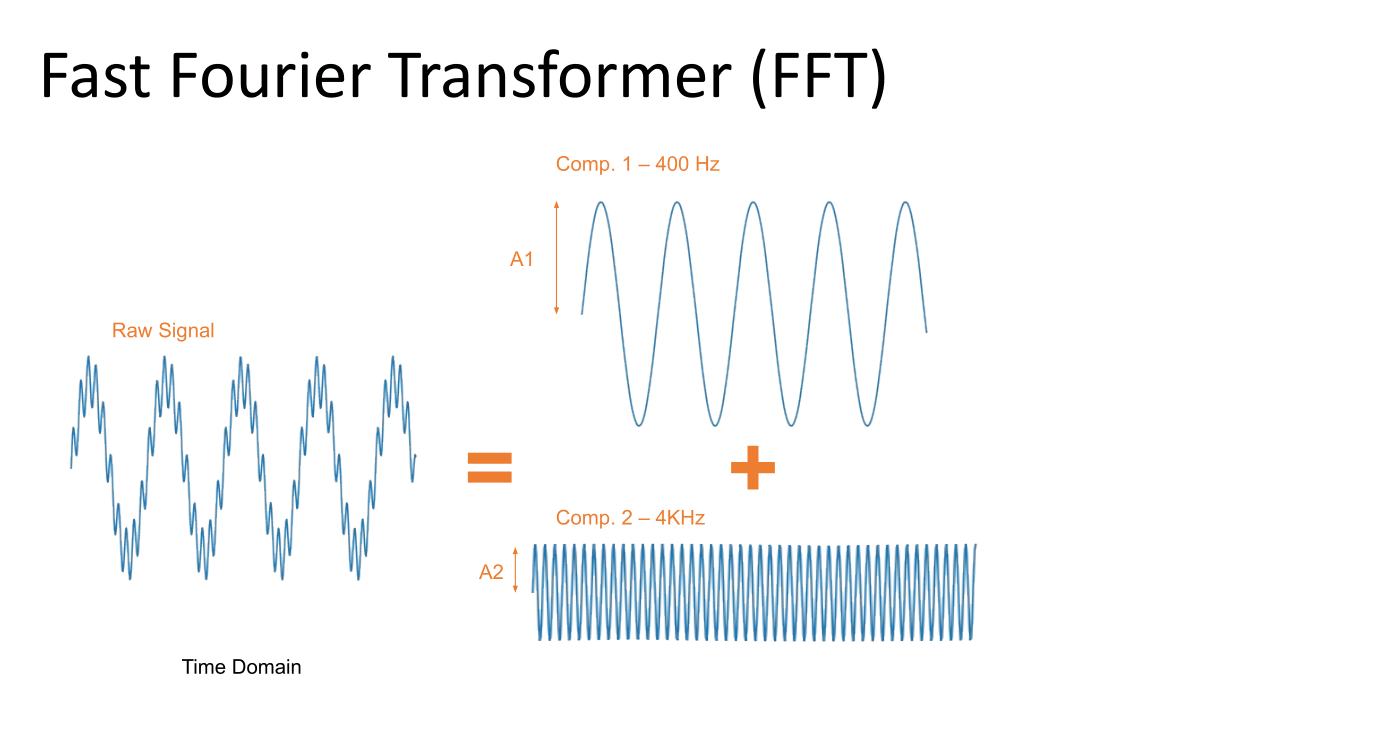 Fast Fourier Transformer (FFT)
Comp. 1 – 400 Hz
A1
Raw Signal
Comp. 2 – 4KHz
A2
Time Domain